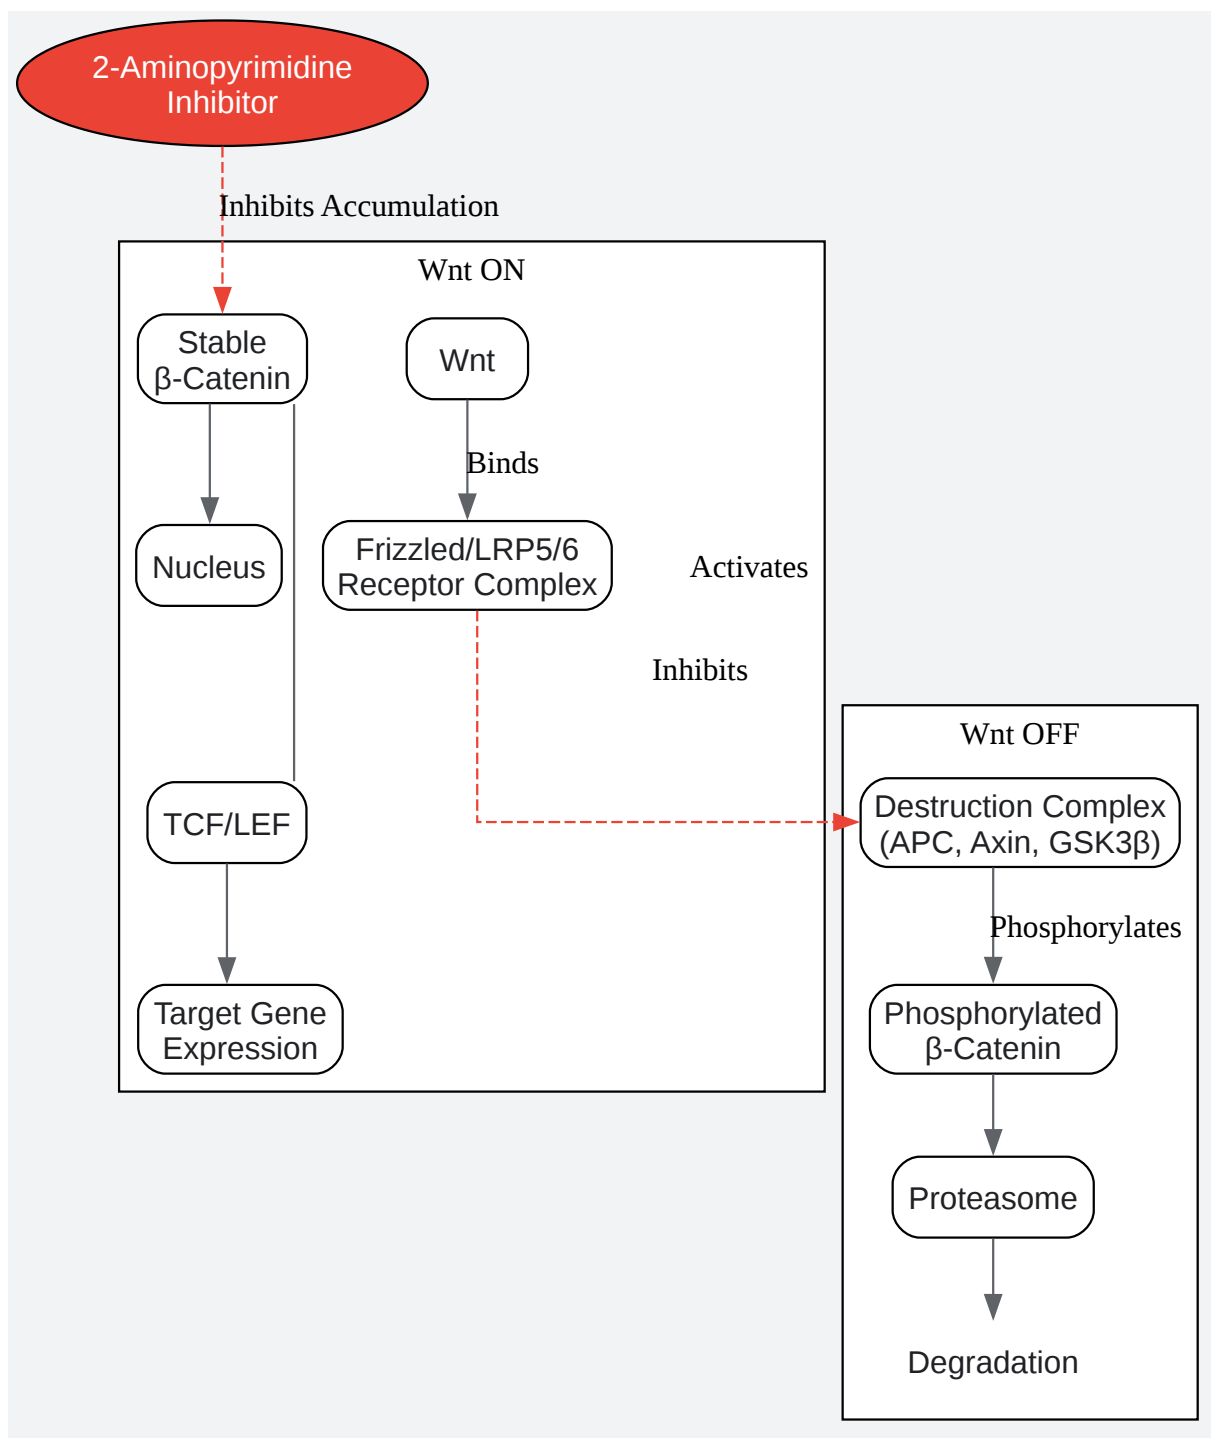 2-Aminopyrimidine
Inhibitor
Inhibits Accumulation
Wnt ON
Stable
β-Catenin
Wnt
Binds
Nucleus
Frizzled/LRP5/6
Receptor Complex
Activates
Inhibits
TCF/LEF
Target Gene
Expression
Wnt OFF
Destruction Complex
(APC, Axin, GSK3β)
Phosphorylates
Phosphorylated
β-Catenin
Proteasome
Degradation